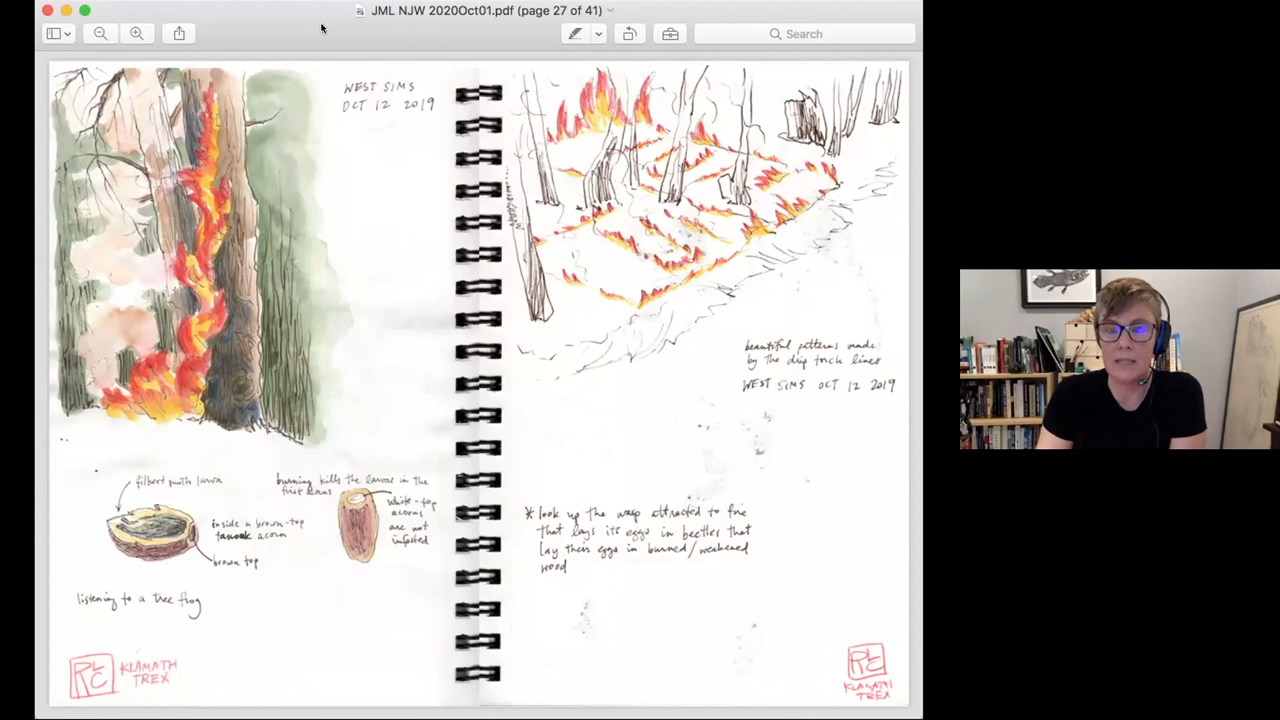 JML NJW 2020Oct01.pdf (page 27 of 41)
Search
WEST SIMS
OCT 12 2019
filbert moth larva
inside a brown-top
tanoak acorn
brown top
burning kills the larvae in the
first acorns
white-top
acorns
are not
infested
listening to a tree frog
RLC
KLAMATH
TREX
beautiful patterns made
by the drip torch lines
WEST SIMS OCT 12 2019
* look up the wasp attracted to fire
that lays its eggs in beetles that
lay their eggs in burned/weakened
wood
RLC
KLAMATH
TREX